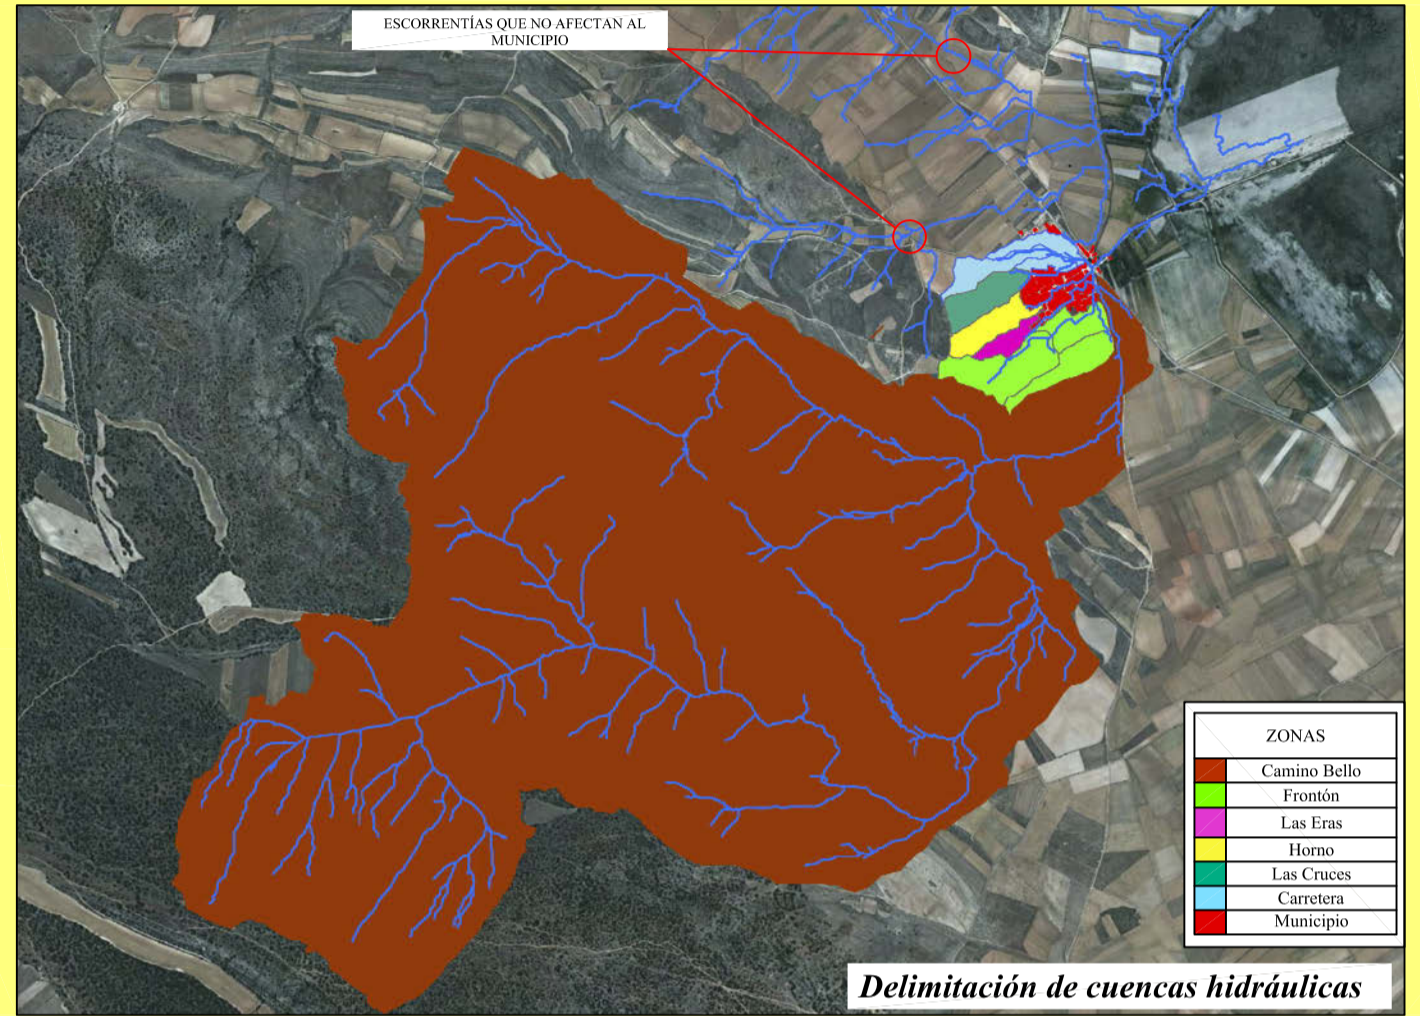 ESCORRENTÍAS QUE NO AFECTAN AL
MUNICIPIO
ZONAS
Camino Bello
Frontón
Las Eras
Horno
Las Cruces
Carretera
Municipio
Delimitación de cuencas hidráulicas